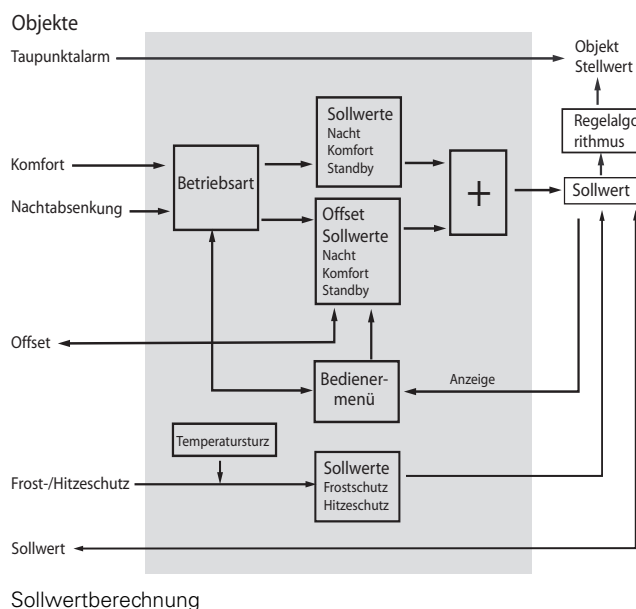 Objekte
Taupunktalarm
Objekt
Stellwert
Sollwerte
Nacht
Komfort
Standby
Regelalgo
rithmus
Komfort
Betriebsart
+
Sollwert
Nachtabsenkung
Offset
Sollwerte
Nacht
Komfort
Standby
Offset
Bediener-
menü
Anzeige
Temperatursturz
Frost-/Hitzeschutz
Sollwerte
Frostschutz
Hitzeschutz
Sollwert
Sollwertberechnung